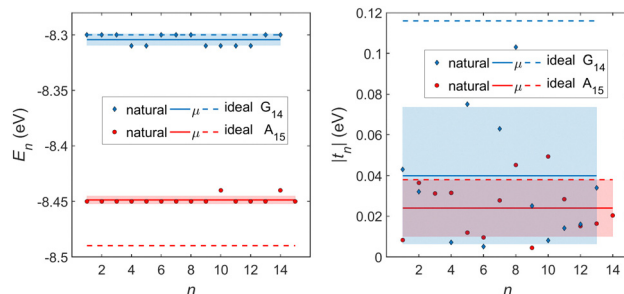 -8.3
-8.35
-8.4
-8.45
-8.5
E_n (eV)
natural μ ideal G_14
natural μ ideal A_15
0 2 4 6 8 10 12 14
n
0.12
0.1
0.08
0.06
0.04
0.02
0
|t_n| (eV)
natural μ ideal G_14
natural μ ideal A_15
2 4 6 8 10 12 14
n